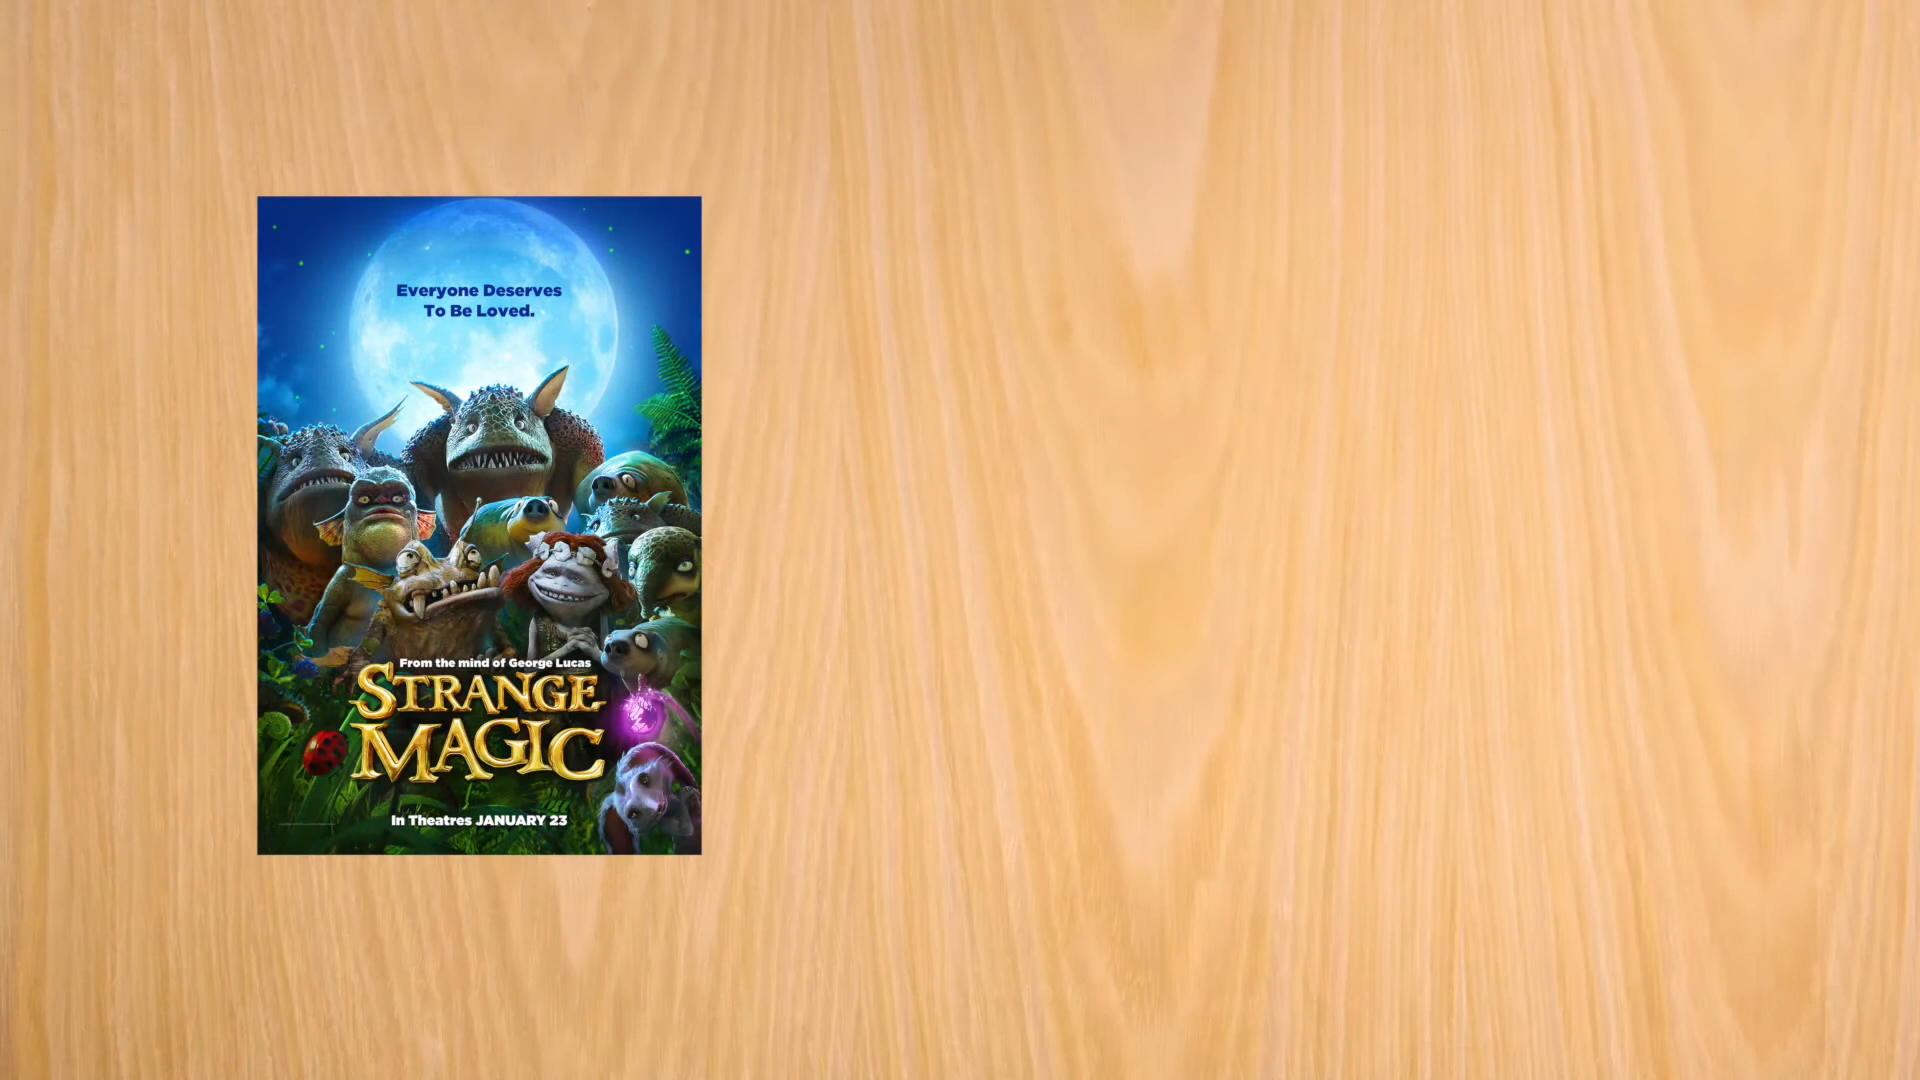 Everyone Deserves
To Be Loved.
From the mind of George Lucas
STRANGE
MAGIC
In Theatres JANUARY 23